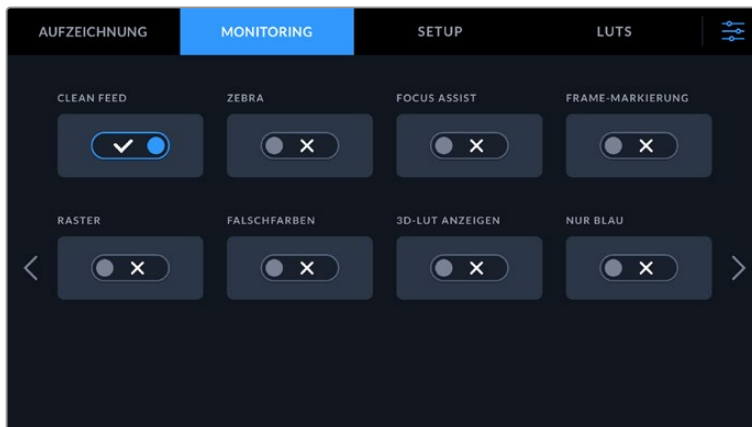 AUFZEICHNUNG MONITORING SETUP LUTS
CLEAN FEED ZEBRA FOCUS ASSIST FRAME-MARKIERUNG
RASTER FALSCHFARBEN 3D-LUT ANZEIGEN NUR BLAU